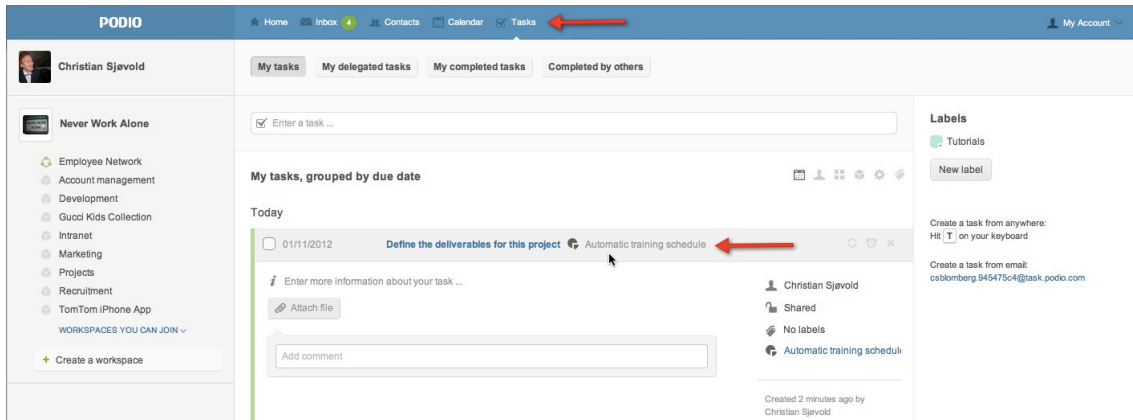 PODIO
Home Inbox 4 Contacts Calendar Tasks
My Account
Christian Sjøvold
My tasks My delegated tasks My completed tasks Completed by others
Never Work Alone
Employee Network
Account management
Development
Gucci Kids Collection
Intranet
Marketing
Projects
Recruitment
TomTom iPhone App
WORKSPACES YOU CAN JOIN
+ Create a workspace
Enter a task ...
My tasks, grouped by due date
Today
01/11/2012 Define the deliverables for this project Automatic training schedule
i Enter more information about your task ...
Attach file
Add comment
Christian Sjøvold
Shared
No labels
Automatic training schedul
Created 2 minutes ago by
Christian Sjøvold
Labels
Tutorials
New label
Create a task from anywhere:
Hit T on your keyboard
Create a task from email:
csblomberg.945475c4@task.podio.com